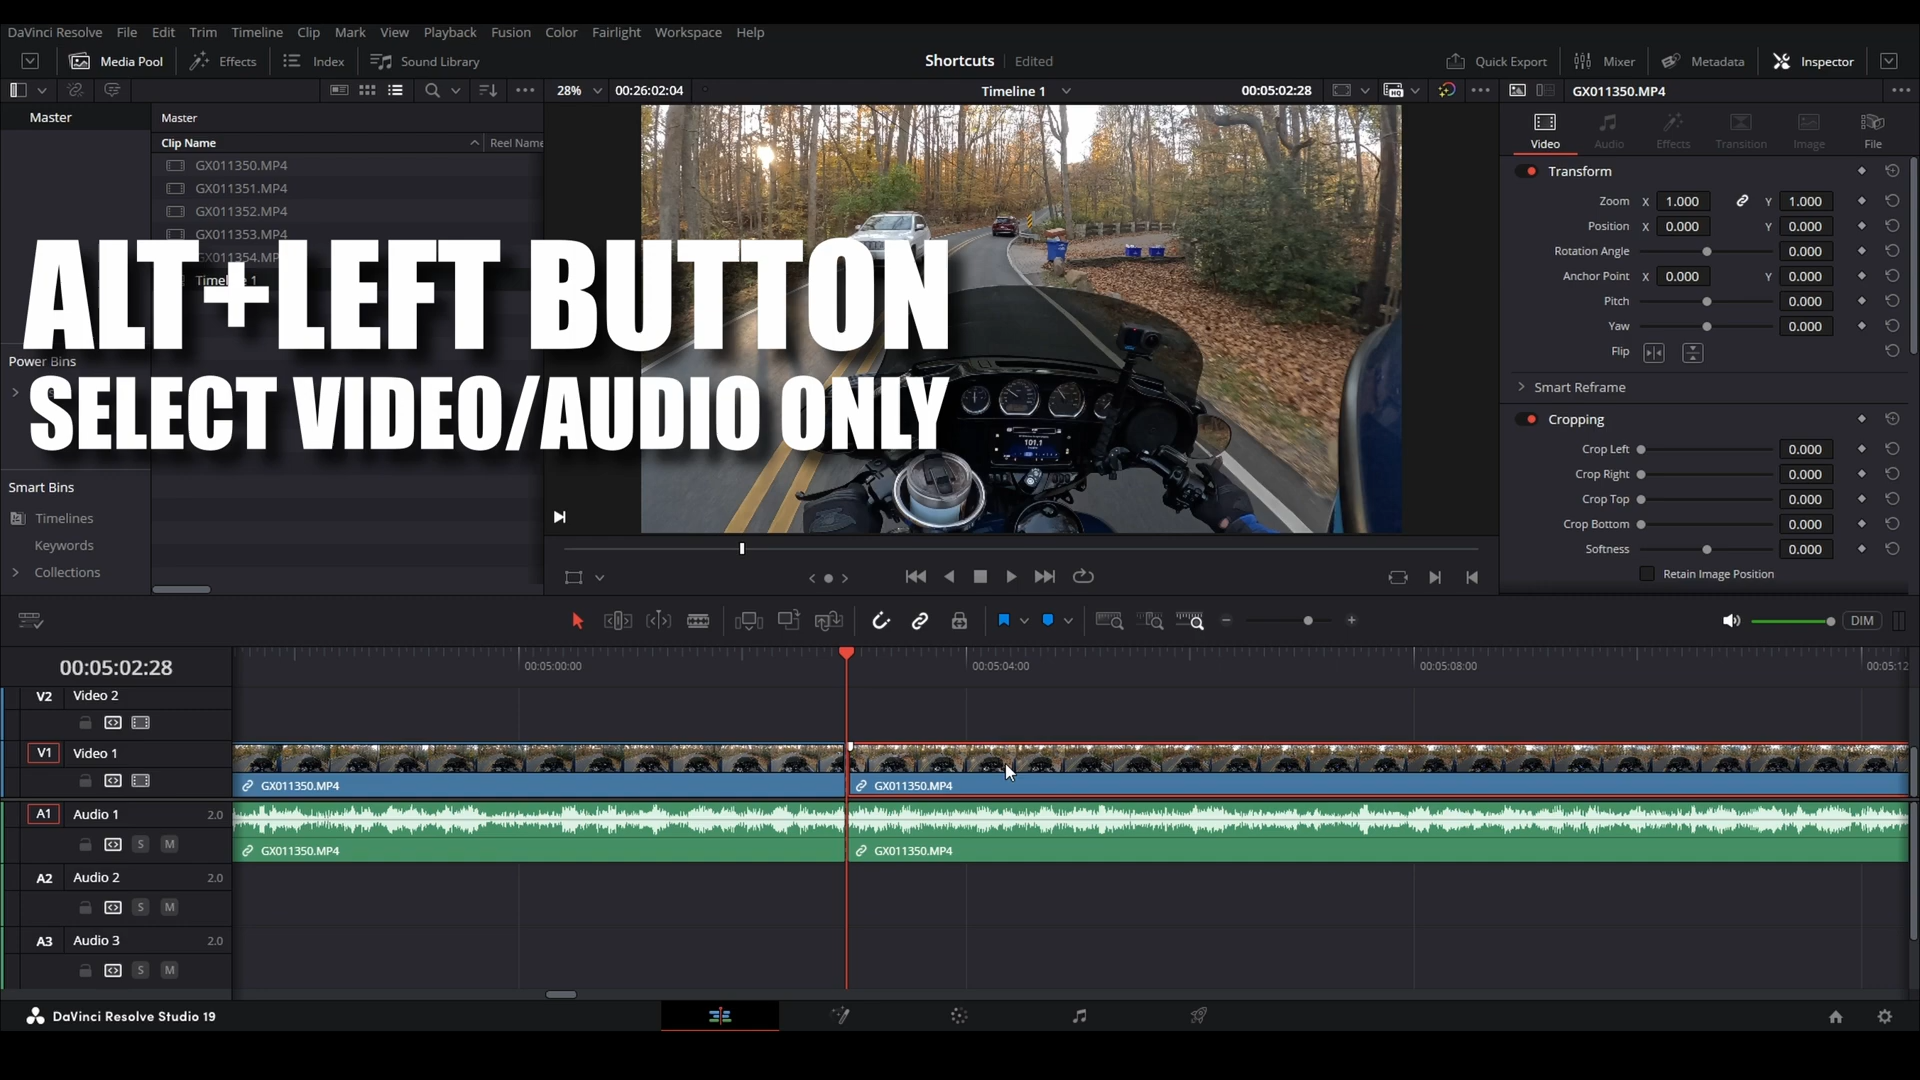 DaVinci Resolve File Edit Trim Timeline Clip Mark View Playback Fusion Color Fairlight Workspace Help
Media Pool Effects Index Sound Library Shortcuts Edited Quick Export Mixer Metadata Inspector
28% 00:26:02:04 Timeline 1 00:05:02:28 GX011350.MP4
Master Master
Clip Name Reel Name
GX011350.MP4
GX011351.MP4
GX011352.MP4
GX011353.MP4
GX011354.MP4
Timeline 1
ALT+LEFT BUTTON
SELECT VIDEO/AUDIO ONLY
Power Bins
Smart Bins
Timelines
Keywords
Collections
101.1
Video Audio Effects Transition Image File
Transform
Zoom X 1.000 Y 1.000
Position X 0.000 Y 0.000
Rotation Angle 0.000
Anchor Point X 0.000 Y 0.000
Pitch 0.000
Yaw 0.000
Flip
Smart Reframe
Cropping
Crop Left 0.000
Crop Right 0.000
Crop Top 0.000
Crop Bottom 0.000
Softness 0.000
Retain Image Position
DIM
00:05:02:28 00:05:00:00 00:05:04:00 00:05:08:00 00:05:12
V2 Video 2
V1 Video 1
GX011350.MP4 GX011350.MP4
A1 Audio 1 2.0
S M
GX011350.MP4 GX011350.MP4
A2 Audio 2 2.0
S M
A3 Audio 3 2.0
S M
DaVinci Resolve Studio 19